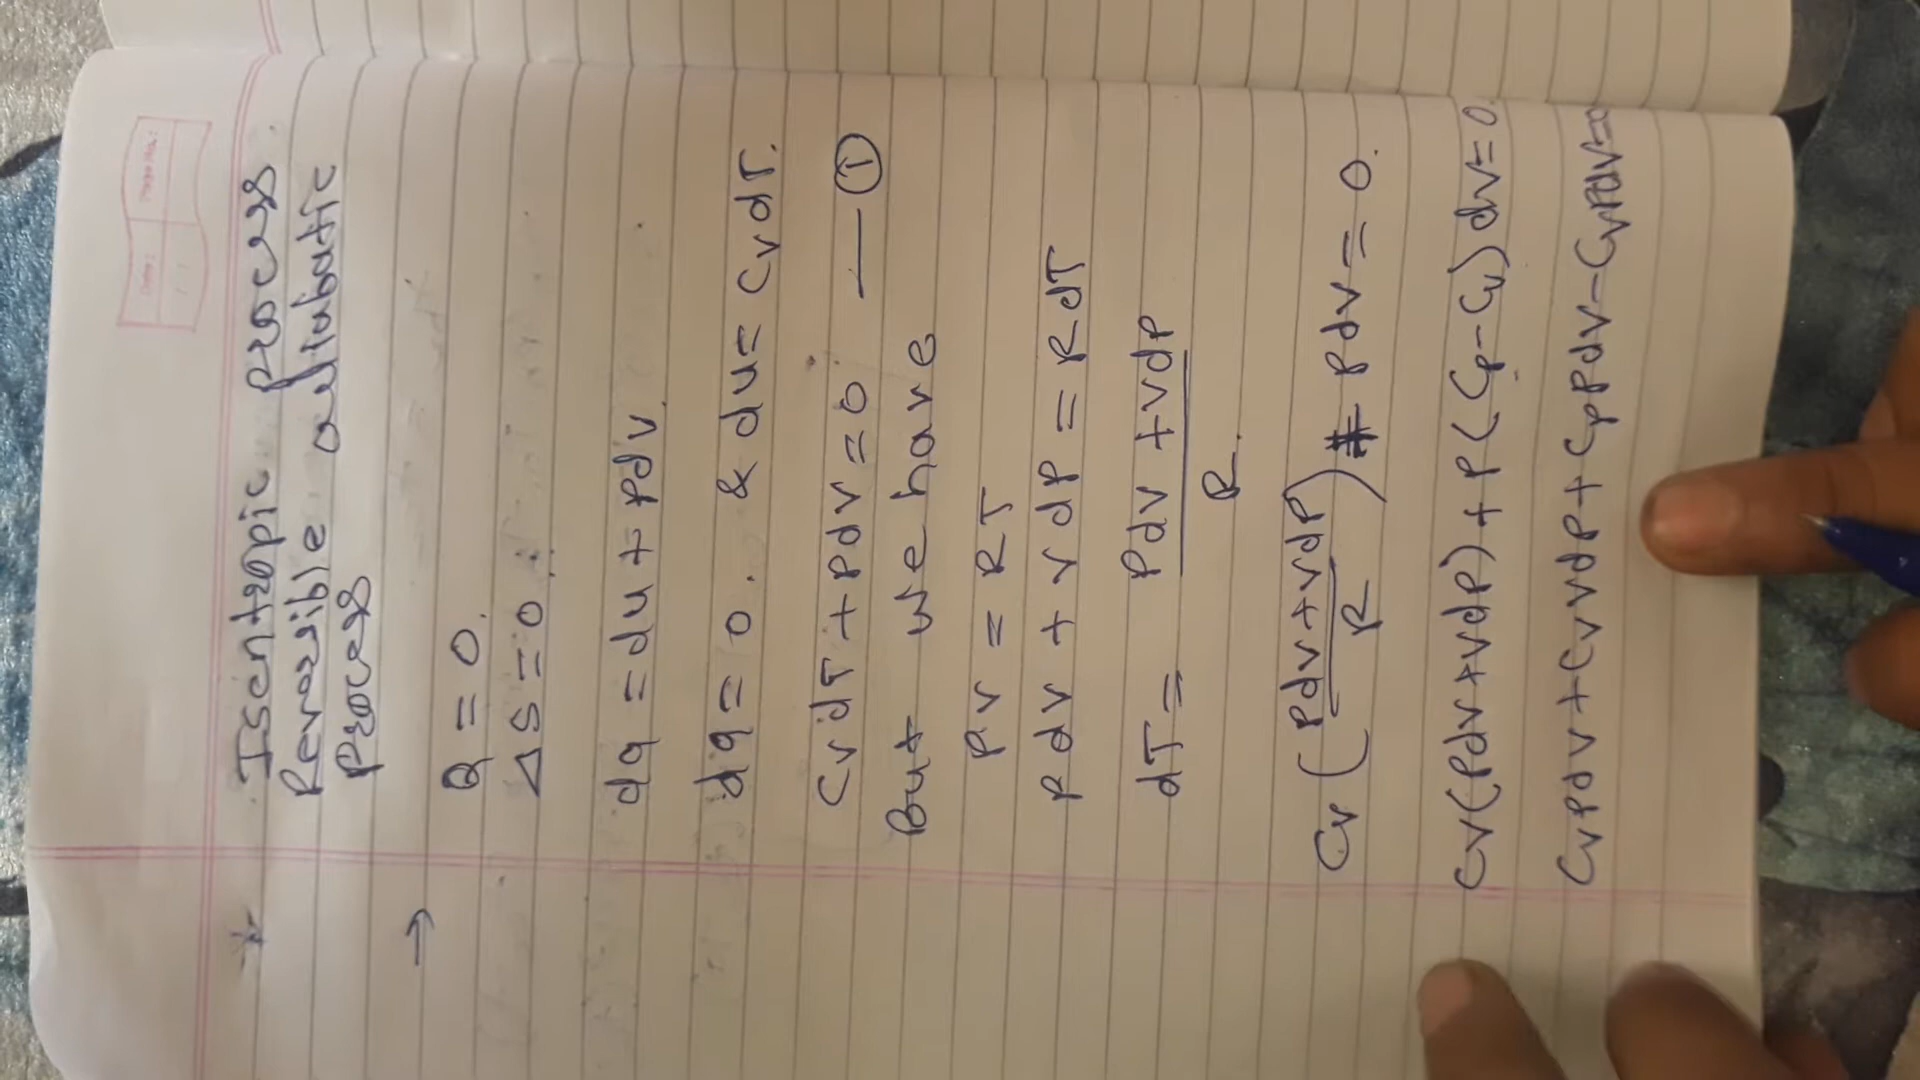 * Isentropic process
Reversible adiabatic
process
→
Q = 0.
ΔS = 0.
dq = du + Pdv.
dq = 0. & du = CvdT.
CvdT + Pdv = 0 — ①
But we have
PV = RT
Pdv + vdP = RdT
dT = Pdv + vdP
R.
Cv (Pdv+vdP / R) + Pdv = 0.
Cv(Pdv+vdP) + P(Cp-Cv)dv = 0.
CvPdv + CvvdP + CpPdv - CvPdv = 0